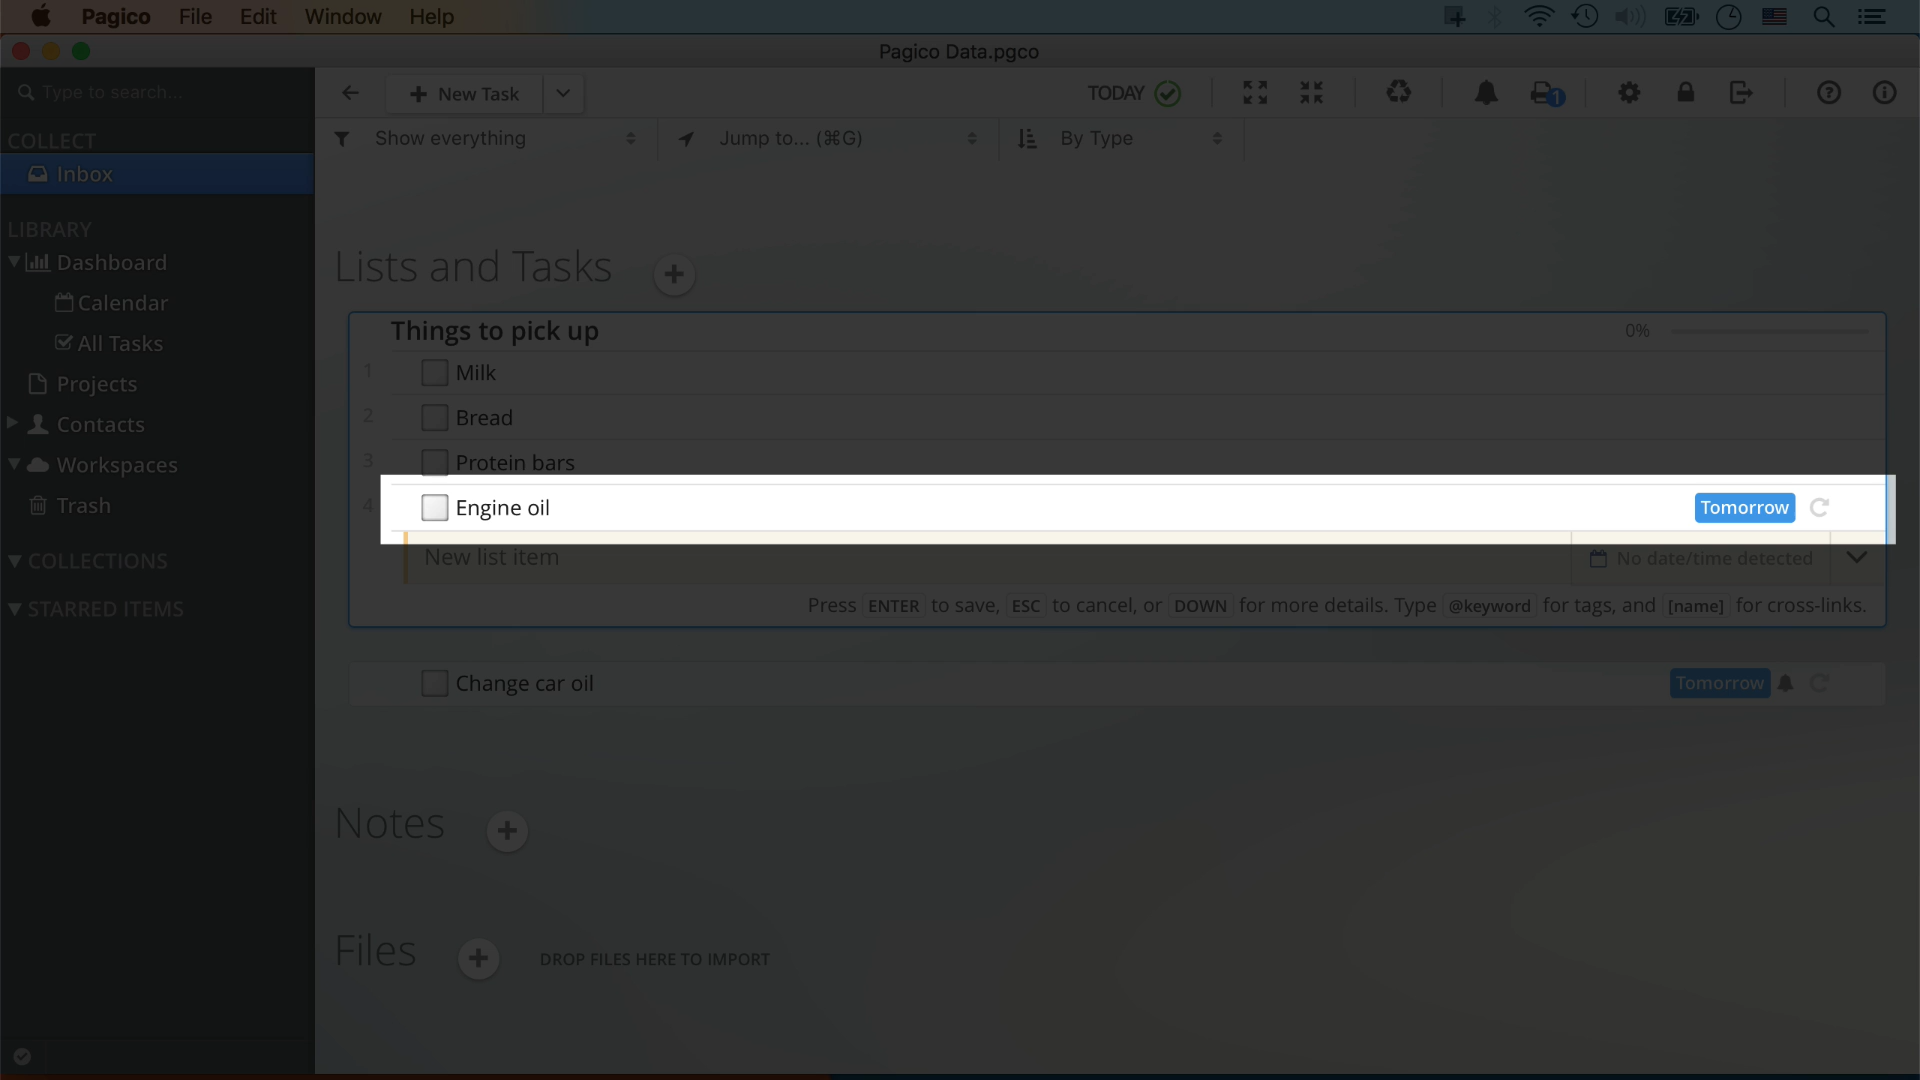 Pagico File Edit Window Help
Pagico Data.pgco
Type to search...
COLLECT
Inbox
LIBRARY
Dashboard
Calendar
All Tasks
Projects
Contacts
Workspaces
Trash
COLLECTIONS
STARRED ITEMS
New Task
TODAY
1
Show everything
Jump to... (⌘G)
By Type
Lists and Tasks
Things to pick up 0%
1 Milk
2 Bread
3 Protein bars
4 Engine oil Tomorrow
New list item No date/time detected
Press ENTER to save, ESC to cancel, or DOWN for more details. Type @keyword for tags, and [name] for cross-links.
Change car oil Tomorrow
Notes
Files DROP FILES HERE TO IMPORT